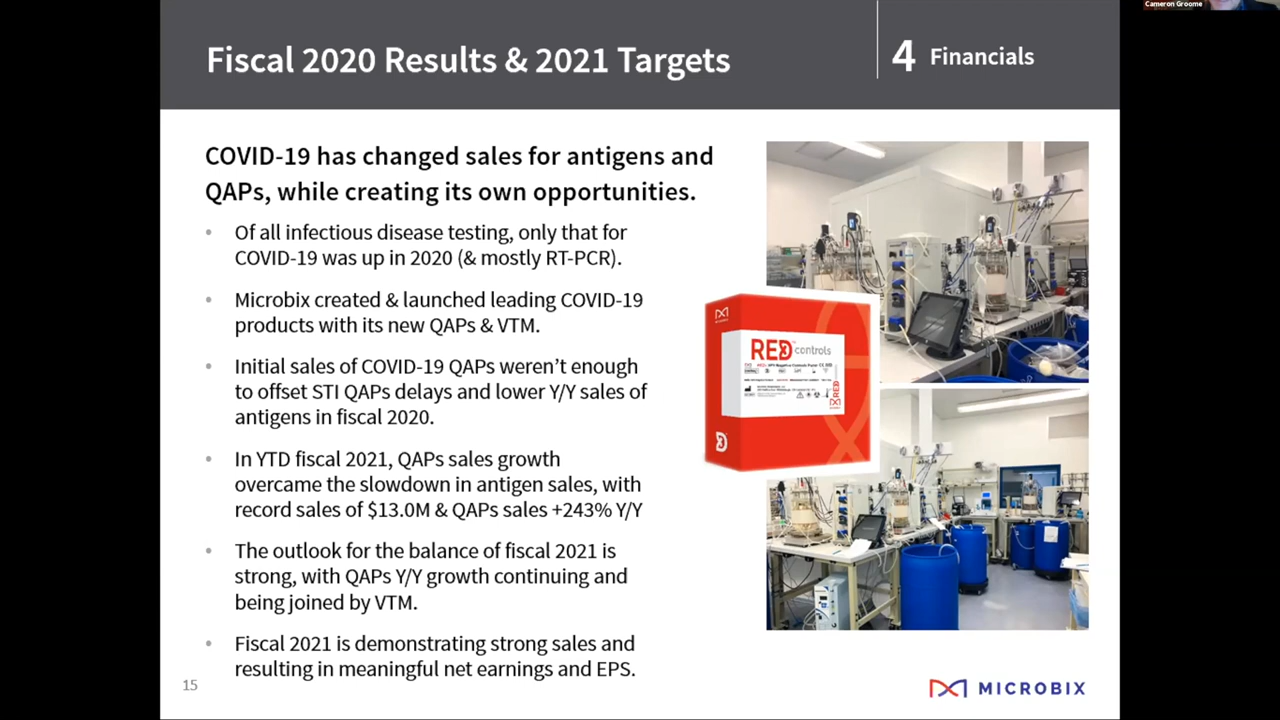 Cameron Groome
Fiscal 2020 Results & 2021 Targets
4 Financials
COVID-19 has changed sales for antigens and
QAPs, while creating its own opportunities.
• Of all infectious disease testing, only that for
COVID-19 was up in 2020 (& mostly RT-PCR).
• Microbix created & launched leading COVID-19
products with its new QAPs & VTM.
• Initial sales of COVID-19 QAPs weren’t enough
to offset STI QAPs delays and lower Y/Y sales of
antigens in fiscal 2020.
• In YTD fiscal 2021, QAPs sales growth
overcame the slowdown in antigen sales, with
record sales of $13.0M & QAPs sales +243% Y/Y
• The outlook for the balance of fiscal 2021 is
strong, with QAPs Y/Y growth continuing and
being joined by VTM.
• Fiscal 2021 is demonstrating strong sales and
resulting in meaningful net earnings and EPS.
RED controls
RED
15
MICROBIX